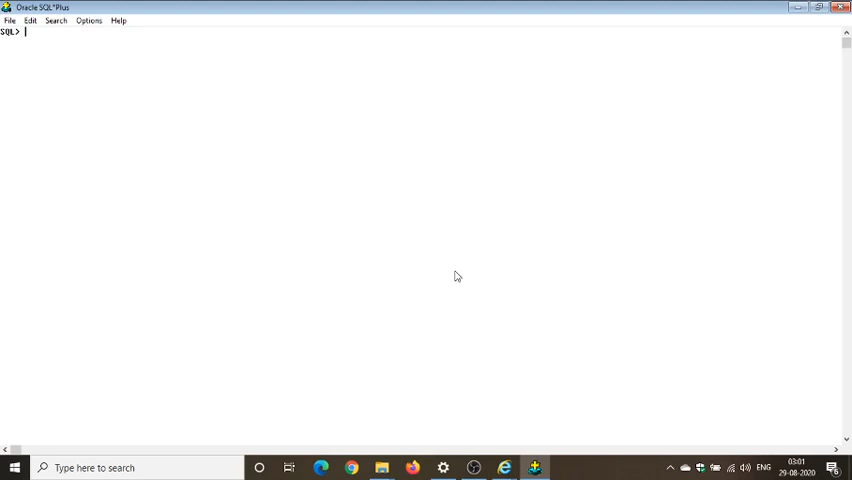 Oracle SQL*Plus
File Edit Search Options Help
SQL>
Type here to search
ENG
03:01
29-08-2020
6